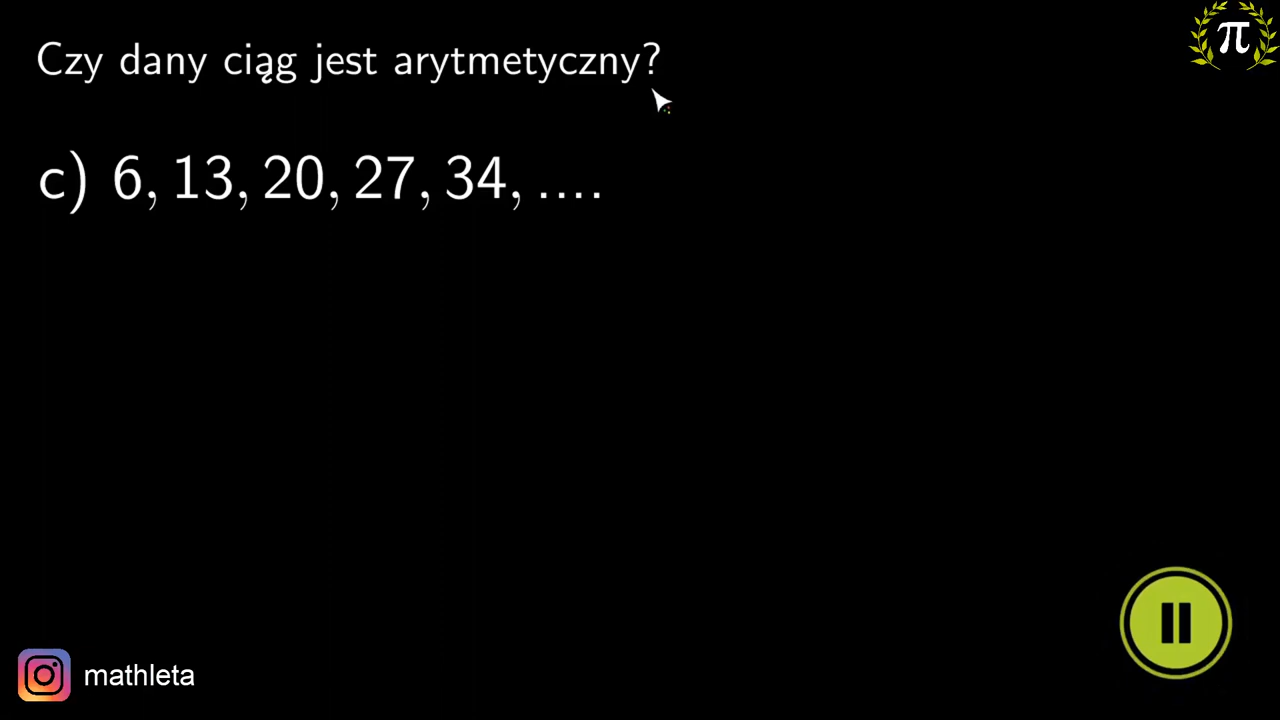 Czy dany ciąg jest arytmetyczny?
π
c) 6, 13, 20, 27, 34, ....
mathleta